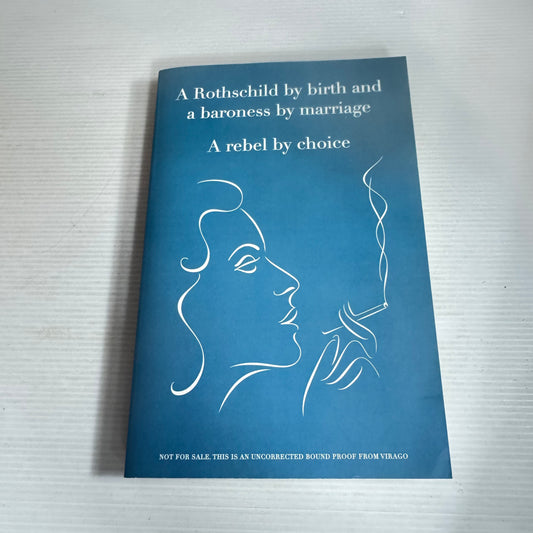 A Rothschild by birth and
a baroness by marriage
A rebel by choice
NOT FOR SALE. THIS IS AN UNCORRECTED BOUND PROOF FROM VIRAGO